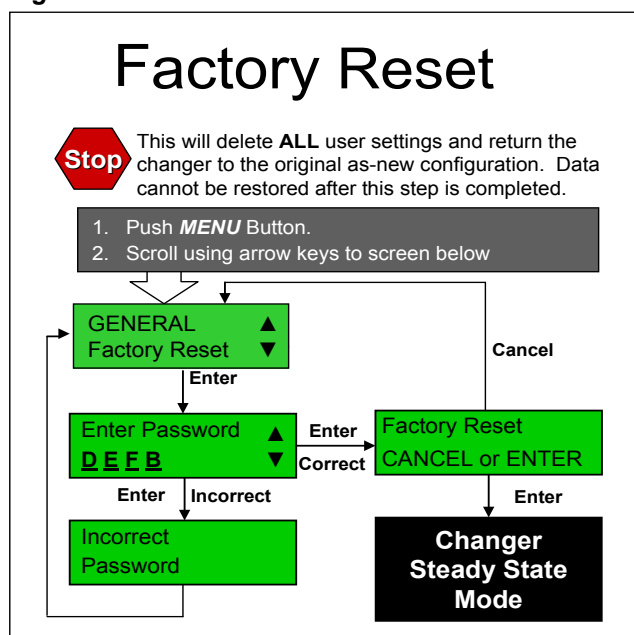 Factory Reset
Stop
This will delete ALL user settings and return the
changer to the original as-new configuration. Data
cannot be restored after this step is completed.
1. Push MENU Button.
2. Scroll using arrow keys to screen below
GENERAL ▲
Factory Reset ▼
Cancel
Enter
Enter Password ▲
D E F B ▼
Enter
Correct
Factory Reset
CANCEL or ENTER
Enter Incorrect
Enter
Incorrect
Password
Changer
Steady State
Mode